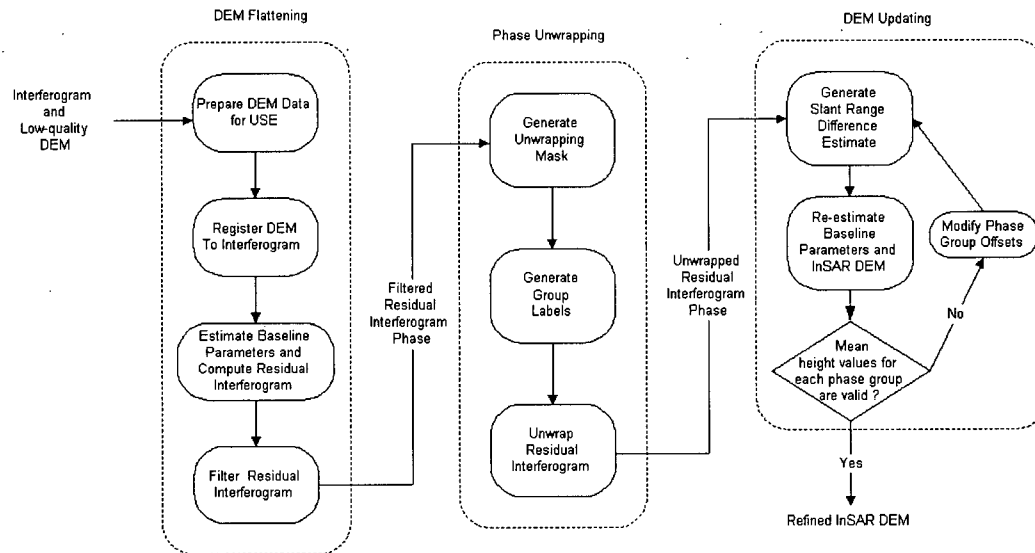 DEM Flattening
Interferogram
and
Low-quality
DEM
Prepare DEM Data
for USE
Register DEM
To Interferogram
Estimate Baseline
Parameters and
Compute Residual
Interferogram
Filter Residual
Interferogram
Filtered
Residual
Interferogram
Phase
Phase Unwrapping
Generate
Unwrapping
Mask
Generate
Group
Labels
Unwrap
Residual
Interferogram
Unwrapped
Residual
Interferogram
Phase
DEM Updating
Generate
Slant Range
Difference
Estimate
Re-estimate
Baseline
Parameters and
InSAR DEM
Modify Phase
Group Offsets
Mean
height values for
each phase group
are valid ?
No
Yes
Refined InSAR DEM